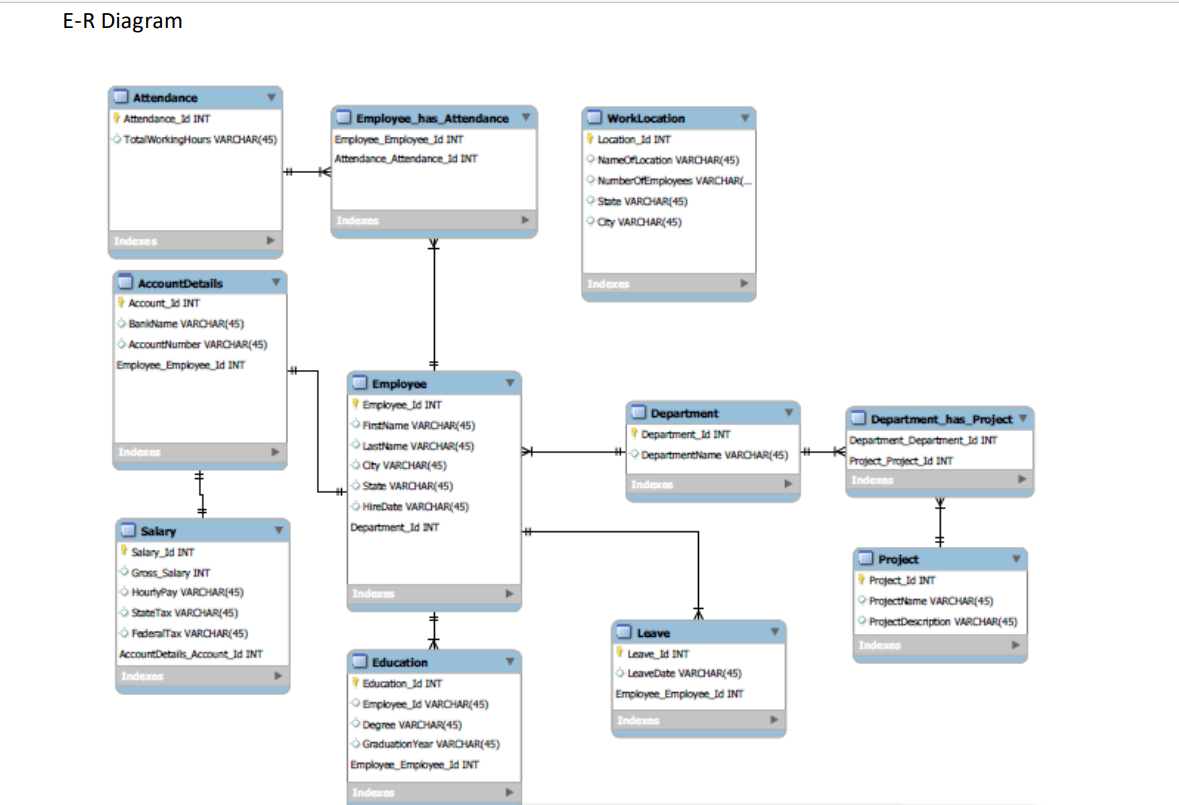 E-R Diagram
Attendance
Attendance_Id INT
TotalWorkingHours VARCHAR(45)
Indexes
Employee_has_Attendance
Employee_Employee_Id INT
Attendance_Attendance_Id INT
Indexes
WorkLocation
Location_Id INT
NameOfLocation VARCHAR(45)
NumberOfEmployees VARCHAR(...
State VARCHAR(45)
City VARCHAR(45)
Indexes
AccountDetails
Account_Id INT
BankName VARCHAR(45)
AccountNumber VARCHAR(45)
Employee_Employee_Id INT
Indexes
Employee
Employee_Id INT
FirstName VARCHAR(45)
LastName VARCHAR(45)
City VARCHAR(45)
State VARCHAR(45)
HireDate VARCHAR(45)
Department_Id INT
Indexes
Department
Department_Id INT
DepartmentName VARCHAR(45)
Indexes
Department_has_Project
Department_Department_Id INT
Project_Project_Id INT
Indexes
Salary
Salary_Id INT
Gross_Salary INT
HourlyPay VARCHAR(45)
StateTax VARCHAR(45)
FederalTax VARCHAR(45)
AccountDetails_Account_Id INT
Indexes
Project
Project_Id INT
ProjectName VARCHAR(45)
ProjectDescription VARCHAR(45)
Indexes
Leave
Leave_Id INT
LeaveDate VARCHAR(45)
Employee_Employee_Id INT
Indexes
Education
Education_Id INT
Employee_Id VARCHAR(45)
Degree VARCHAR(45)
GraduationYear VARCHAR(45)
Employee_Employee_Id INT
Indexes